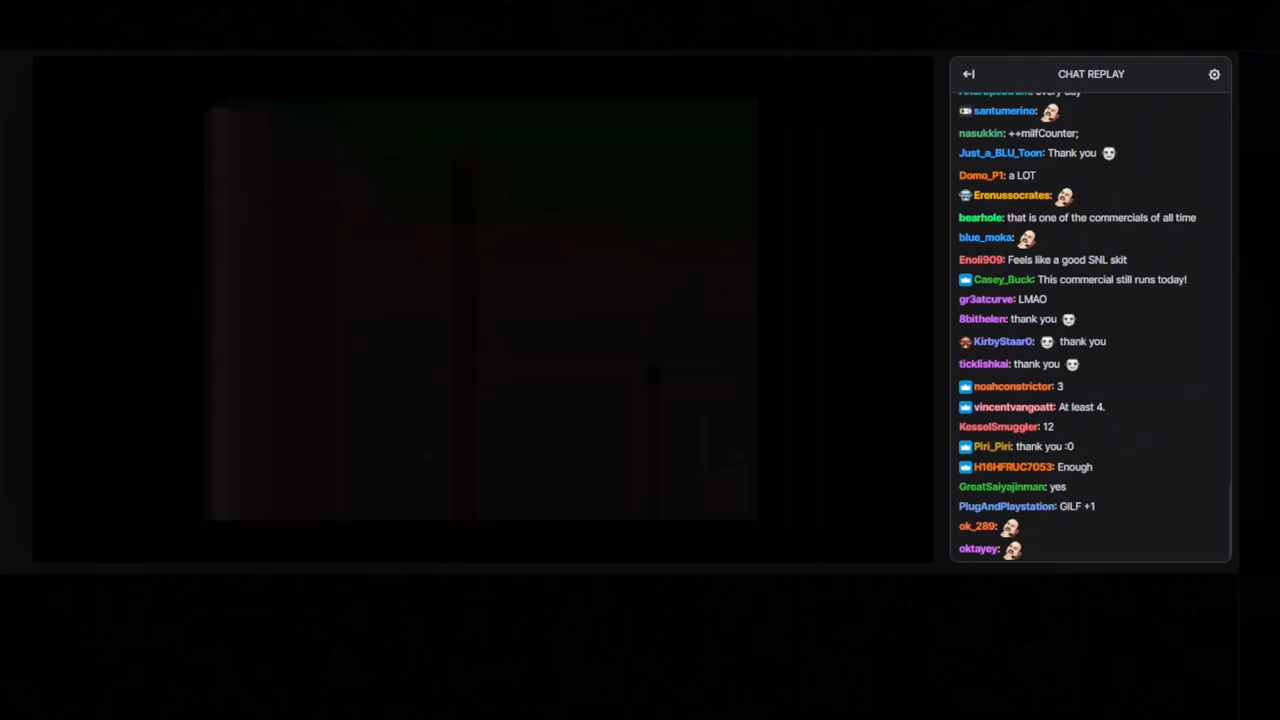 CHAT REPLAY
every day
santumerino:
nasukkin: ++milfCounter;
Just_a_BLU_Toon: Thank you
Domo_P1: a LOT
Erenussocrates:
bearhole: that is one of the commercials of all time
blue_moka:
Enoli909: Feels like a good SNL skit
Casey_Buck: This commercial still runs today!
gr3atcurve: LMAO
8bithelen: thank you
KirbyStaar0: thank you
ticklishkai: thank you
noahconstrictor: 3
vincentvangoatt: At least 4.
KesselSmuggler: 12
Piri_Piri: thank you :0
H16HFRUC7053: Enough
GreatSaiyajinman: yes
PlugAndPlaystation: GILF +1
ok_289:
oktayey: